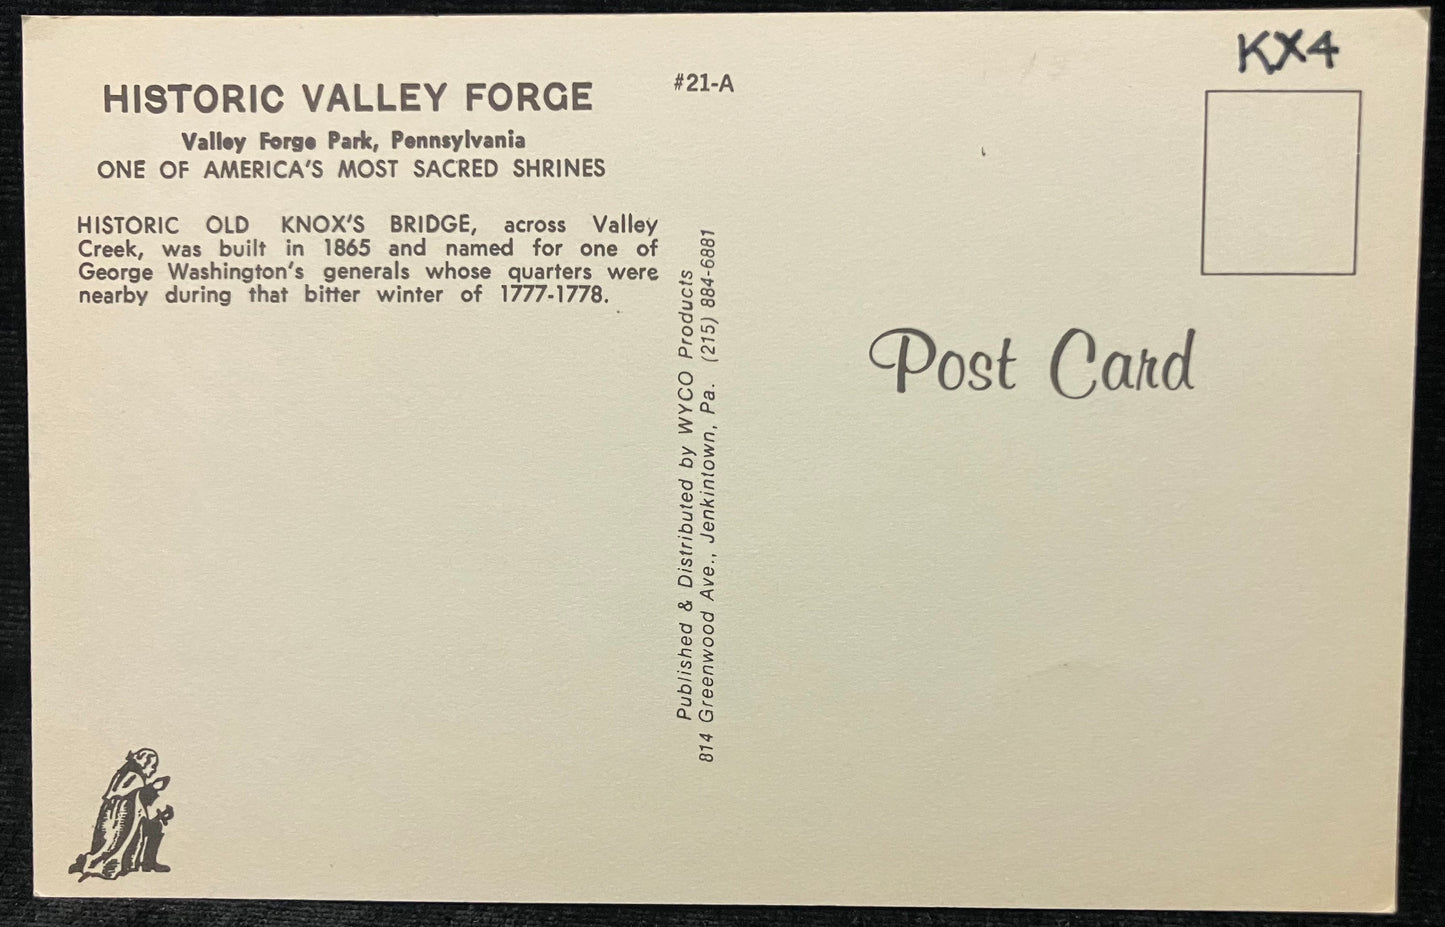 HISTORIC VALLEY FORGE
Valley Forge Park, Pennsylvania
ONE OF AMERICA'S MOST SACRED SHRINES
HISTORIC OLD KNOX'S BRIDGE, across Valley
Creek, was built in 1865 and named for one of
George Washington's generals whose quarters were
nearby during that bitter winter of 1777-1778.
#21-A
Published & Distributed by WYCO Products
814 Greenwood Ave., Jenkintown, Pa. (215) 884-6881
KX4
Post Card